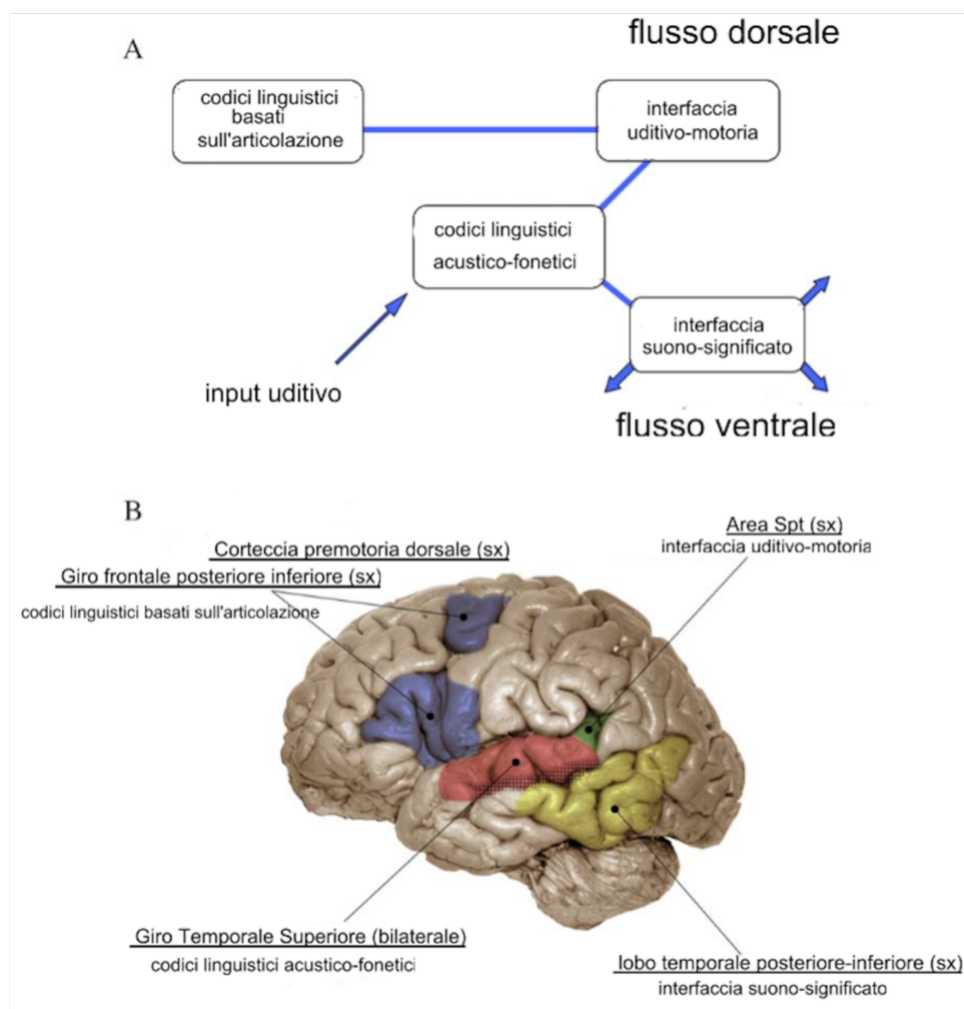 A
flusso dorsale
codici linguistici
basati
sull'articolazione
interfaccia
uditivo-motoria
codici linguistici
acustico-fonetici
interfaccia
suono-significato
input uditivo
flusso ventrale
B
Area Spt (sx)
interfaccia uditivo-motoria
Corteccia premotoria dorsale (sx)
Giro frontale posteriore inferiore (sx)
codici linguistici basati sull'articolazione
Giro Temporale Superiore (bilaterale)
codici linguistici acustico-fonetici
lobo temporale posteriore-inferiore (sx)
interfaccia suono-significato